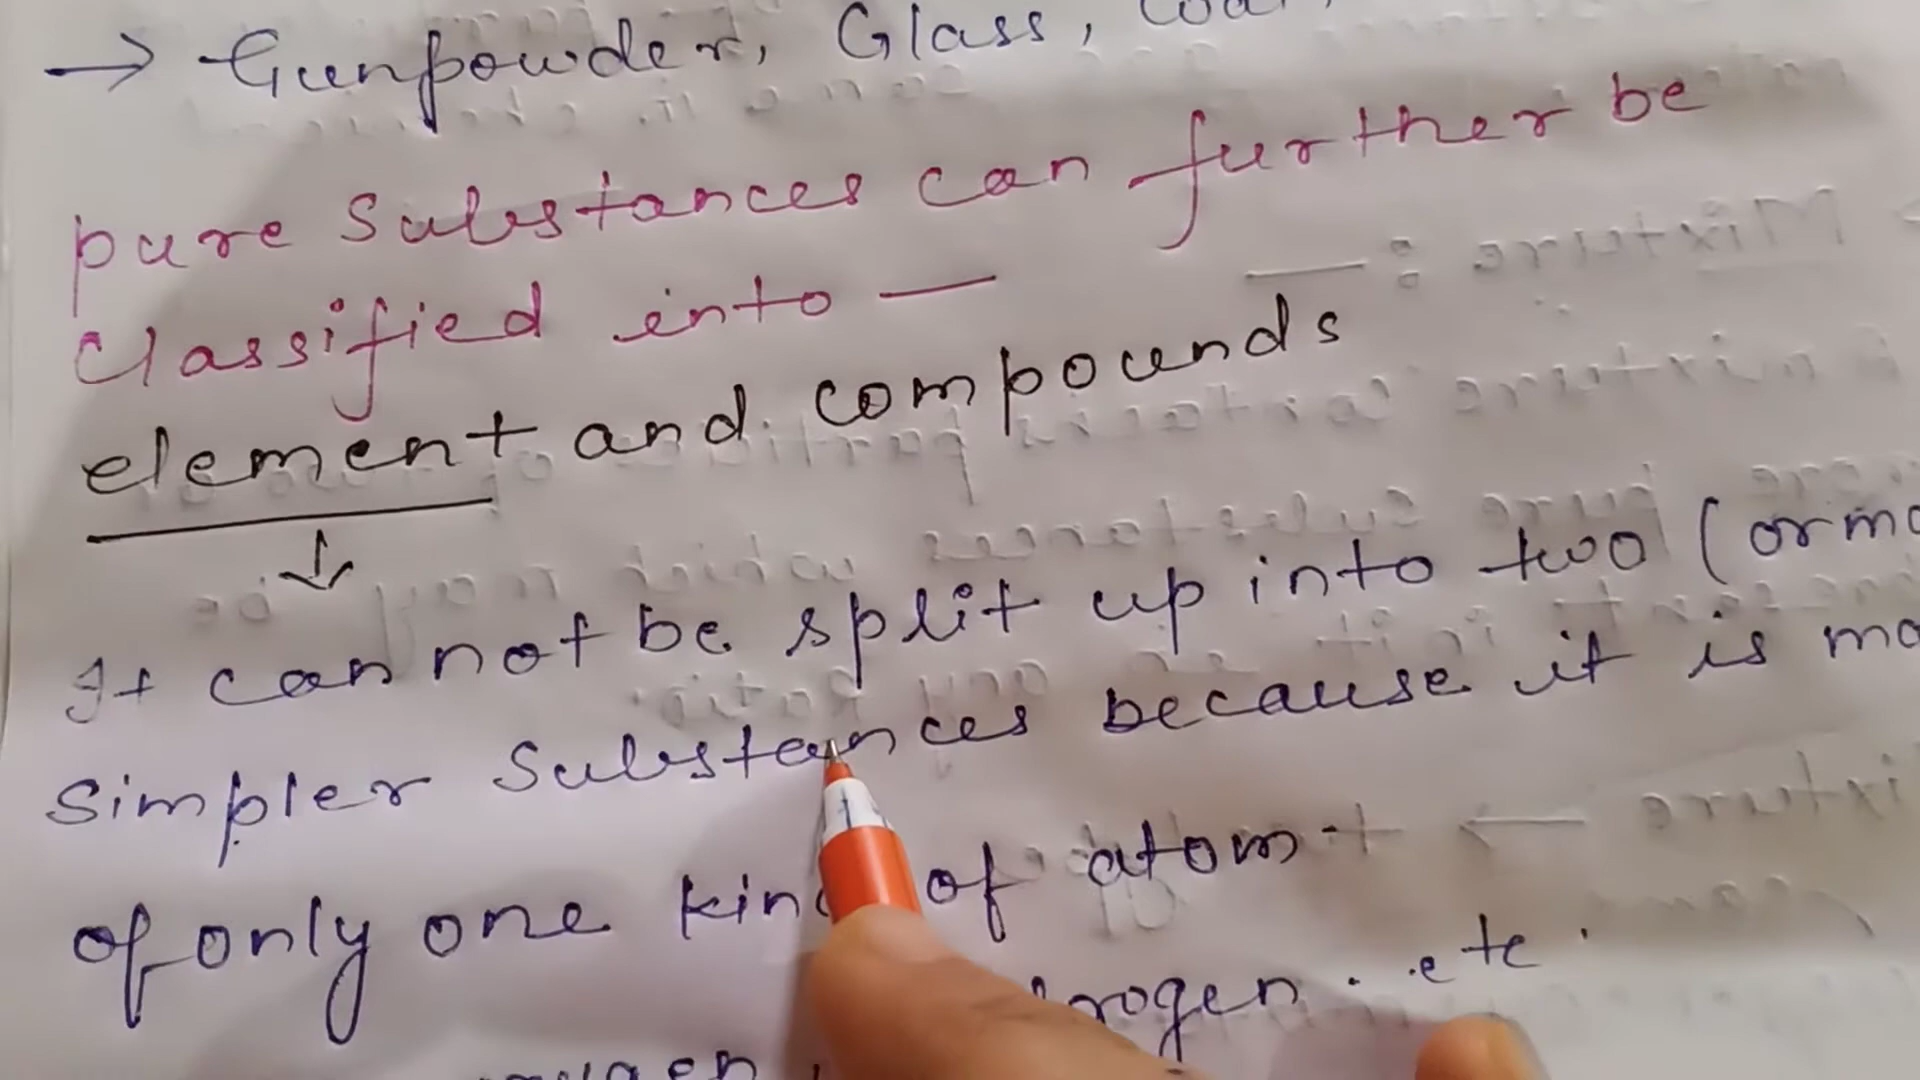 → Gunpowder, Glass,
pure Substances can further be
Classified into —
element and compounds
↓
It can not be split up into two (or
Simpler Substances because it is
of only one kind of atom.
etc.